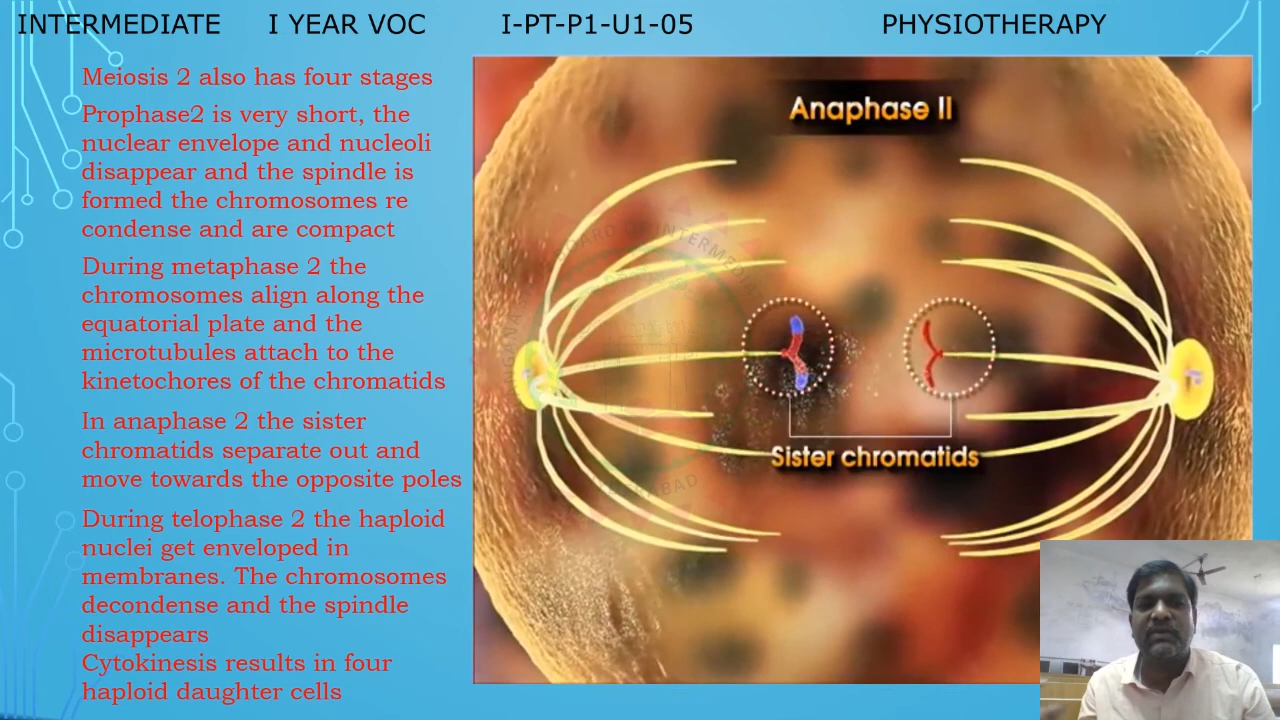 INTERMEDIATE I YEAR VOC I-PT-P1-U1-05 PHYSIOTHERAPY
Meiosis 2 also has four stages
Prophase2 is very short, the
nuclear envelope and nucleoli
disappear and the spindle is
formed the chromosomes re
condense and are compact
During metaphase 2 the
chromosomes align along the
equatorial plate and the
microtubules attach to the
kinetochores of the chromatids
In anaphase 2 the sister
chromatids separate out and
move towards the opposite poles
During telophase 2 the haploid
nuclei get enveloped in
membranes. The chromosomes
decondense and the spindle
disappears
Cytokinesis results in four
haploid daughter cells
Anaphase II
Sister chromatids